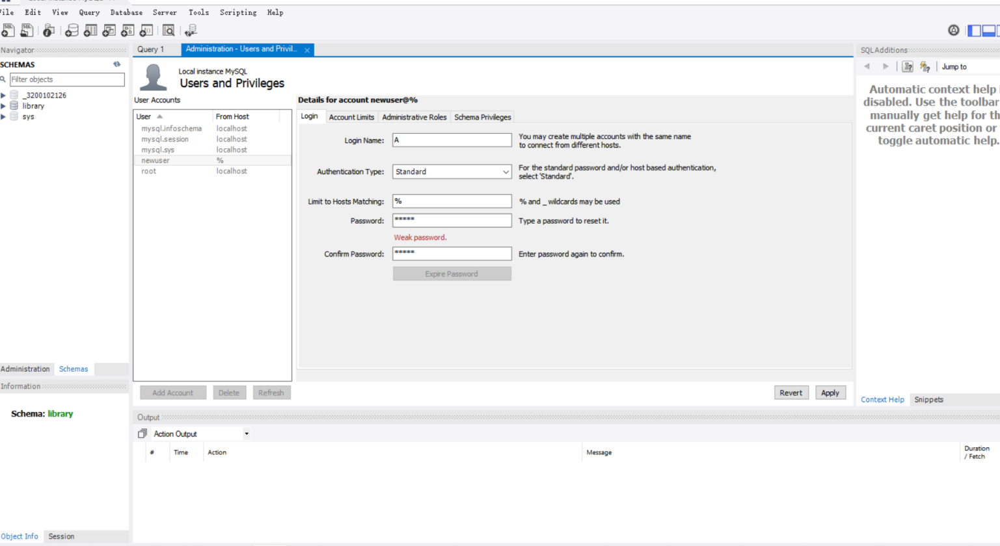 File Edit View Query Database Server Tools Scripting Help
Navigator
SCHEMAS
Filter objects
_3200102126
library
sys
Administration Schemas
Information
Schema: library
Object Info Session
Query 1
Administration - Users and Privil...
Local instance MySQL
Users and Privileges
User Accounts
User From Host
mysql.infoschema localhost
mysql.session localhost
mysql.sys localhost
newuser %
root localhost
Add Account Delete Refresh
Details for account newuser@%
Login Account Limits Administrative Roles Schema Privileges
Login Name: A You may create multiple accounts with the same name
to connect from different hosts.
Authentication Type: Standard For the standard password and/or host based authentication,
select 'Standard'.
Limit to Hosts Matching: % % and _ wildcards may be used
Password: ***** Type a password to reset it.
Weak password.
Confirm Password: ***** Enter password again to confirm.
Expire Password
Revert Apply
Output
Action Output
# Time Action Message Duration
/ Fetch
SQLAdditions
Jump to
Automatic context help i
disabled. Use the toolbar
manually get help for th
current caret position or
toggle automatic help.
Context Help Snippets